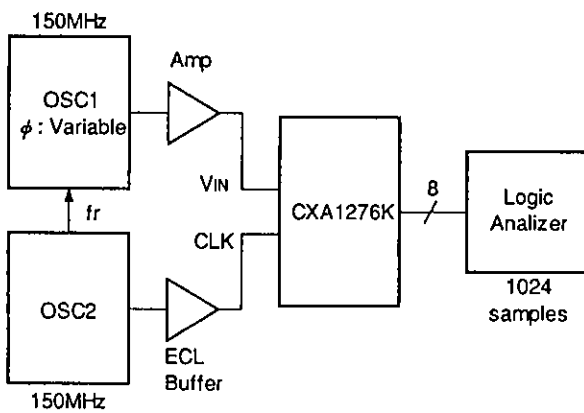 150MHz
OSC1
ϕ : Variable
Amp
fr
VIN
CLK
CXA1276K
8
Logic
Analizer
1024
samples
OSC2
ECL
Buffer
150MHz